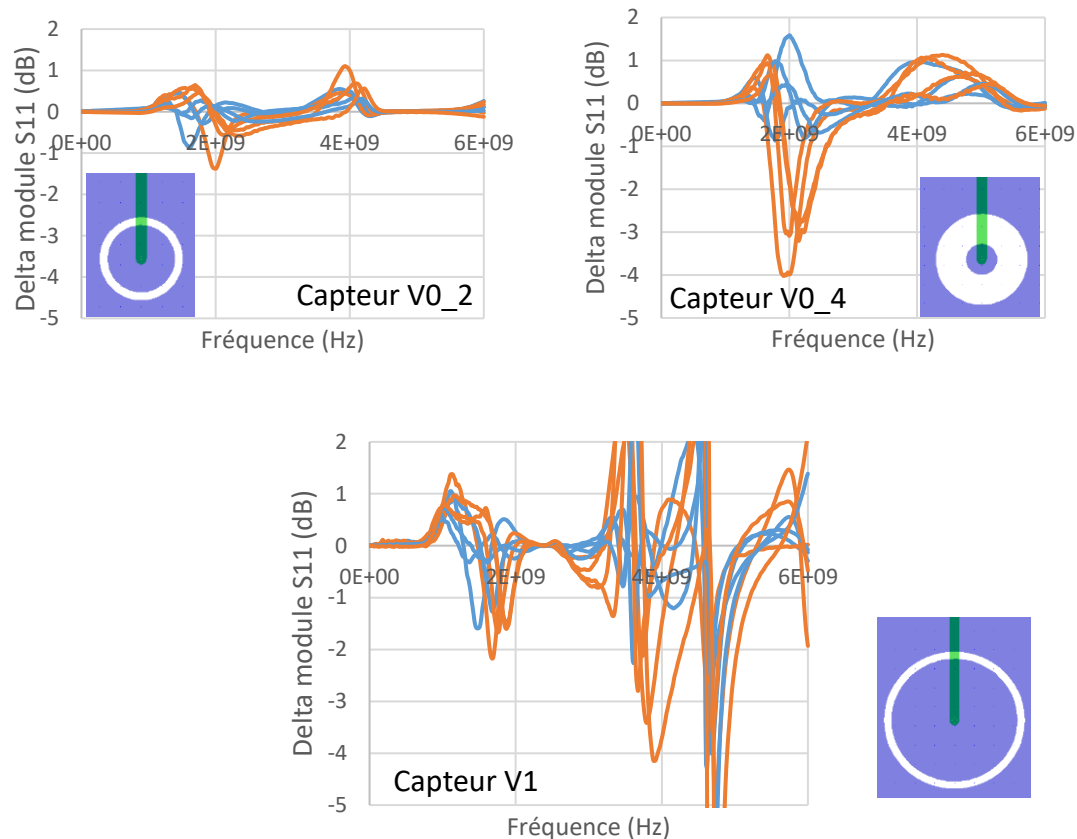 Delta module S11 (dB)
2
1
0
-1
-2
-3
-4
-5
0E+00
2E+09
4E+09
6E+09
Capteur V0_2
Fréquence (Hz)
Delta module S11 (dB)
2
1
0
-1
-2
-3
-4
-5
0E+00
2E+09
4E+09
6E+09
Capteur V0_4
Fréquence (Hz)
Delta module S11 (dB)
2
1
0
-1
-2
-3
-4
-5
0E+00
2E+09
4E+09
6E+09
Capteur V1
Fréquence (Hz)